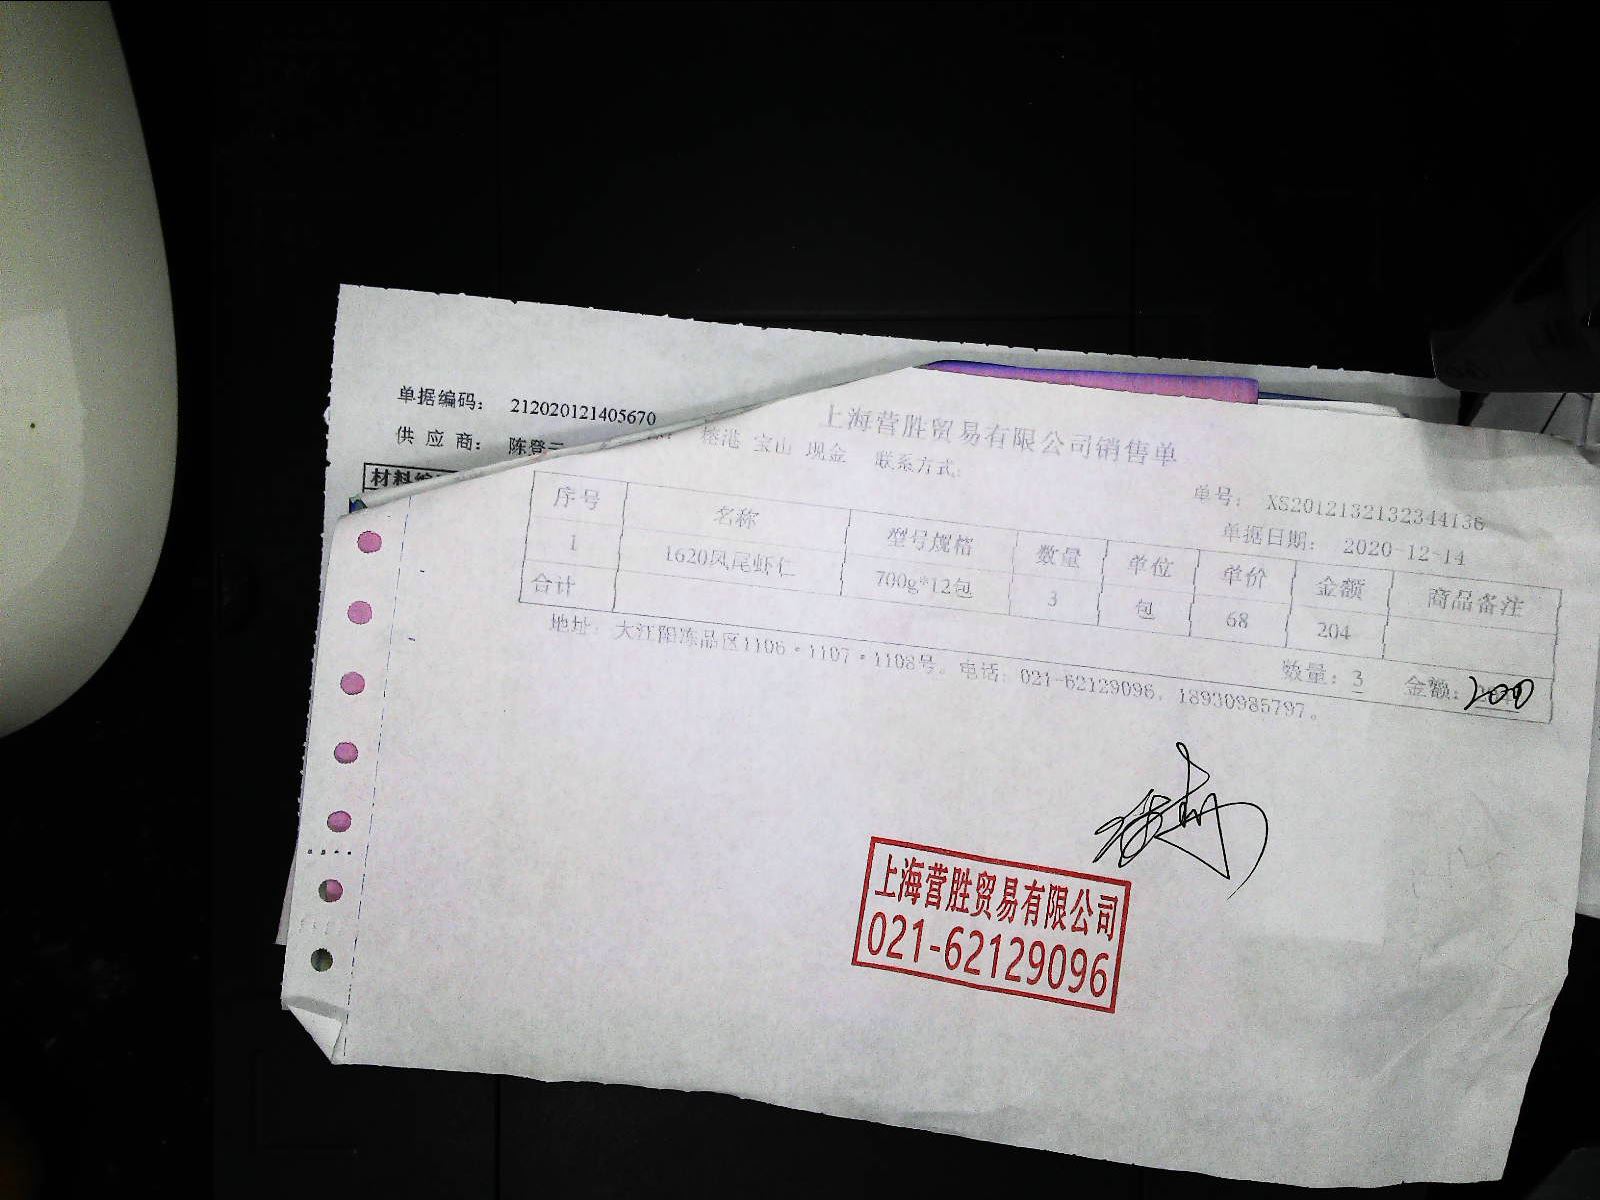 单据编码： 212020121405670
供 应 商： 陈登
材料编
上海营胜贸易有限公司销售单
榕港 宝山 现金 联系方式:
单号： XS2012132132344136
单据日期： 2020-12-14
序号 名称 型号规格 数量 单位 单价 金额 商品备注
1 1620凤尾虾仁 700g*12包 3 包 68 204
合计 数量：3 金额：200
地址：大江阳冻品区1106·1107·1108号。电话：021-62129096，18930985797。
上海营胜贸易有限公司
021-62129096